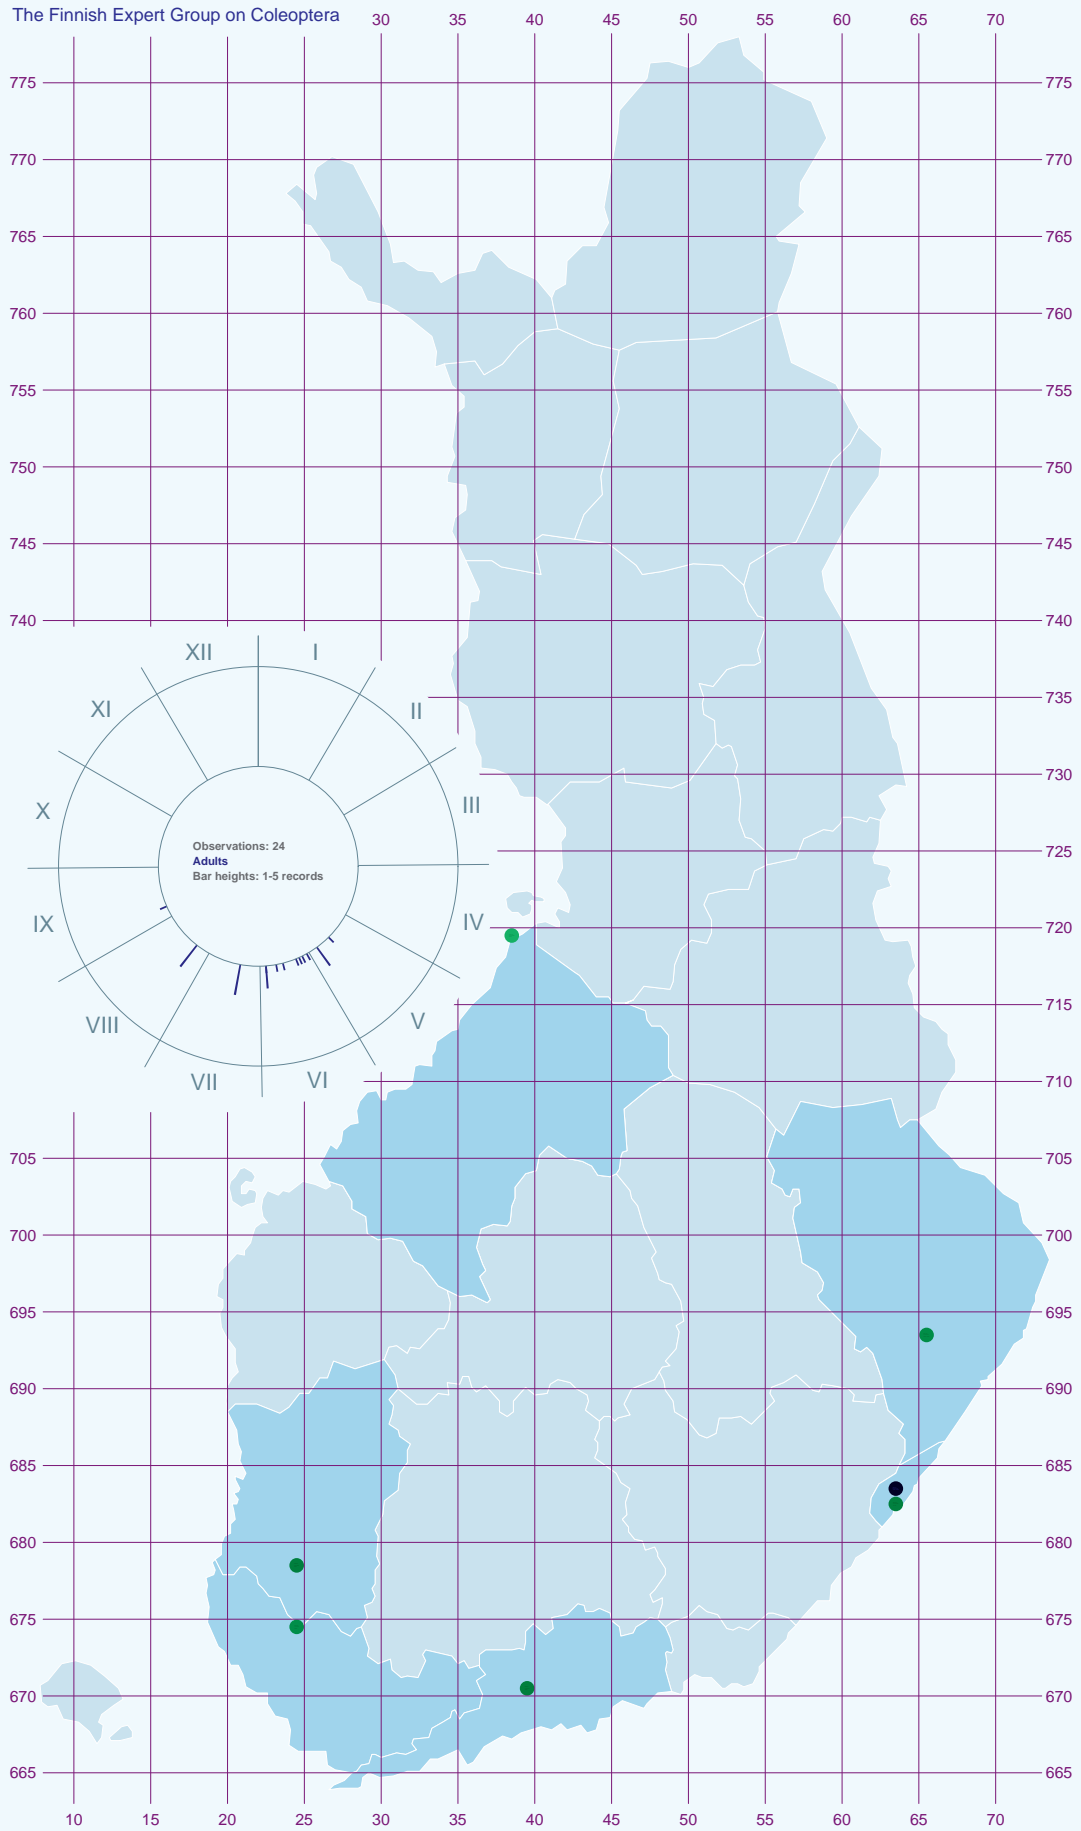 The Finnish Expert Group on Coleoptera
30 40 45 50 55 60 65 70
775 775
770 770
765 765
760 760
755 755
750 750
745 745
740 740
XII I
XI II
735
730
X III
Observations: 24
Adults
Bar heights: 1-5 records
725
IX IV 720
715
VIII V
VII VI
710
705 705
700 700
695 695
690 690
685 685
680 680
675 675
670 670
665 665
10 15 20 25 30 35 40 45 50 55 60 65 70